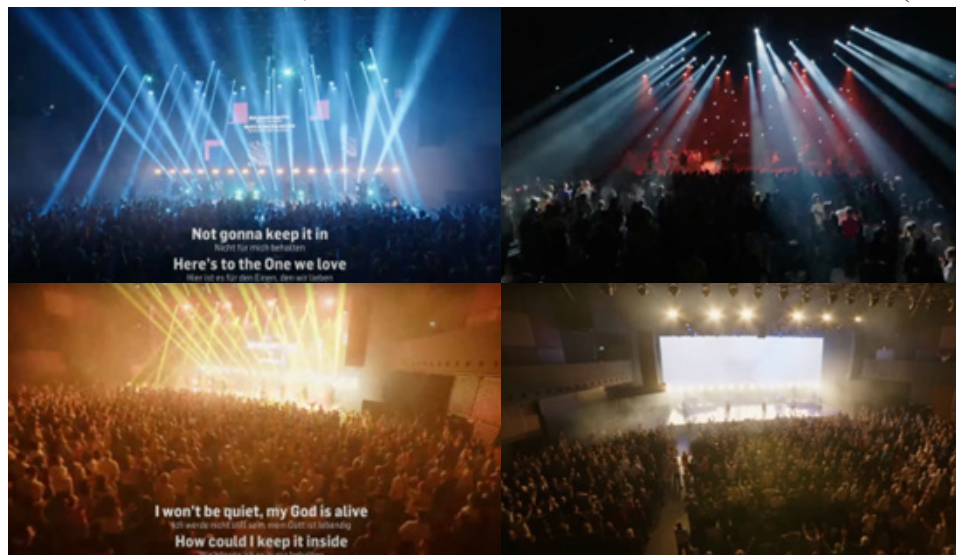 Not gonna keep it in
Nicht für mich behalten
Here's to the One we love
Hier ist es für den Einen, den wir lieben
I won't be quiet, my God is alive
Ich werde nicht still sein mein Gott ist lebendig
How could I keep it inside